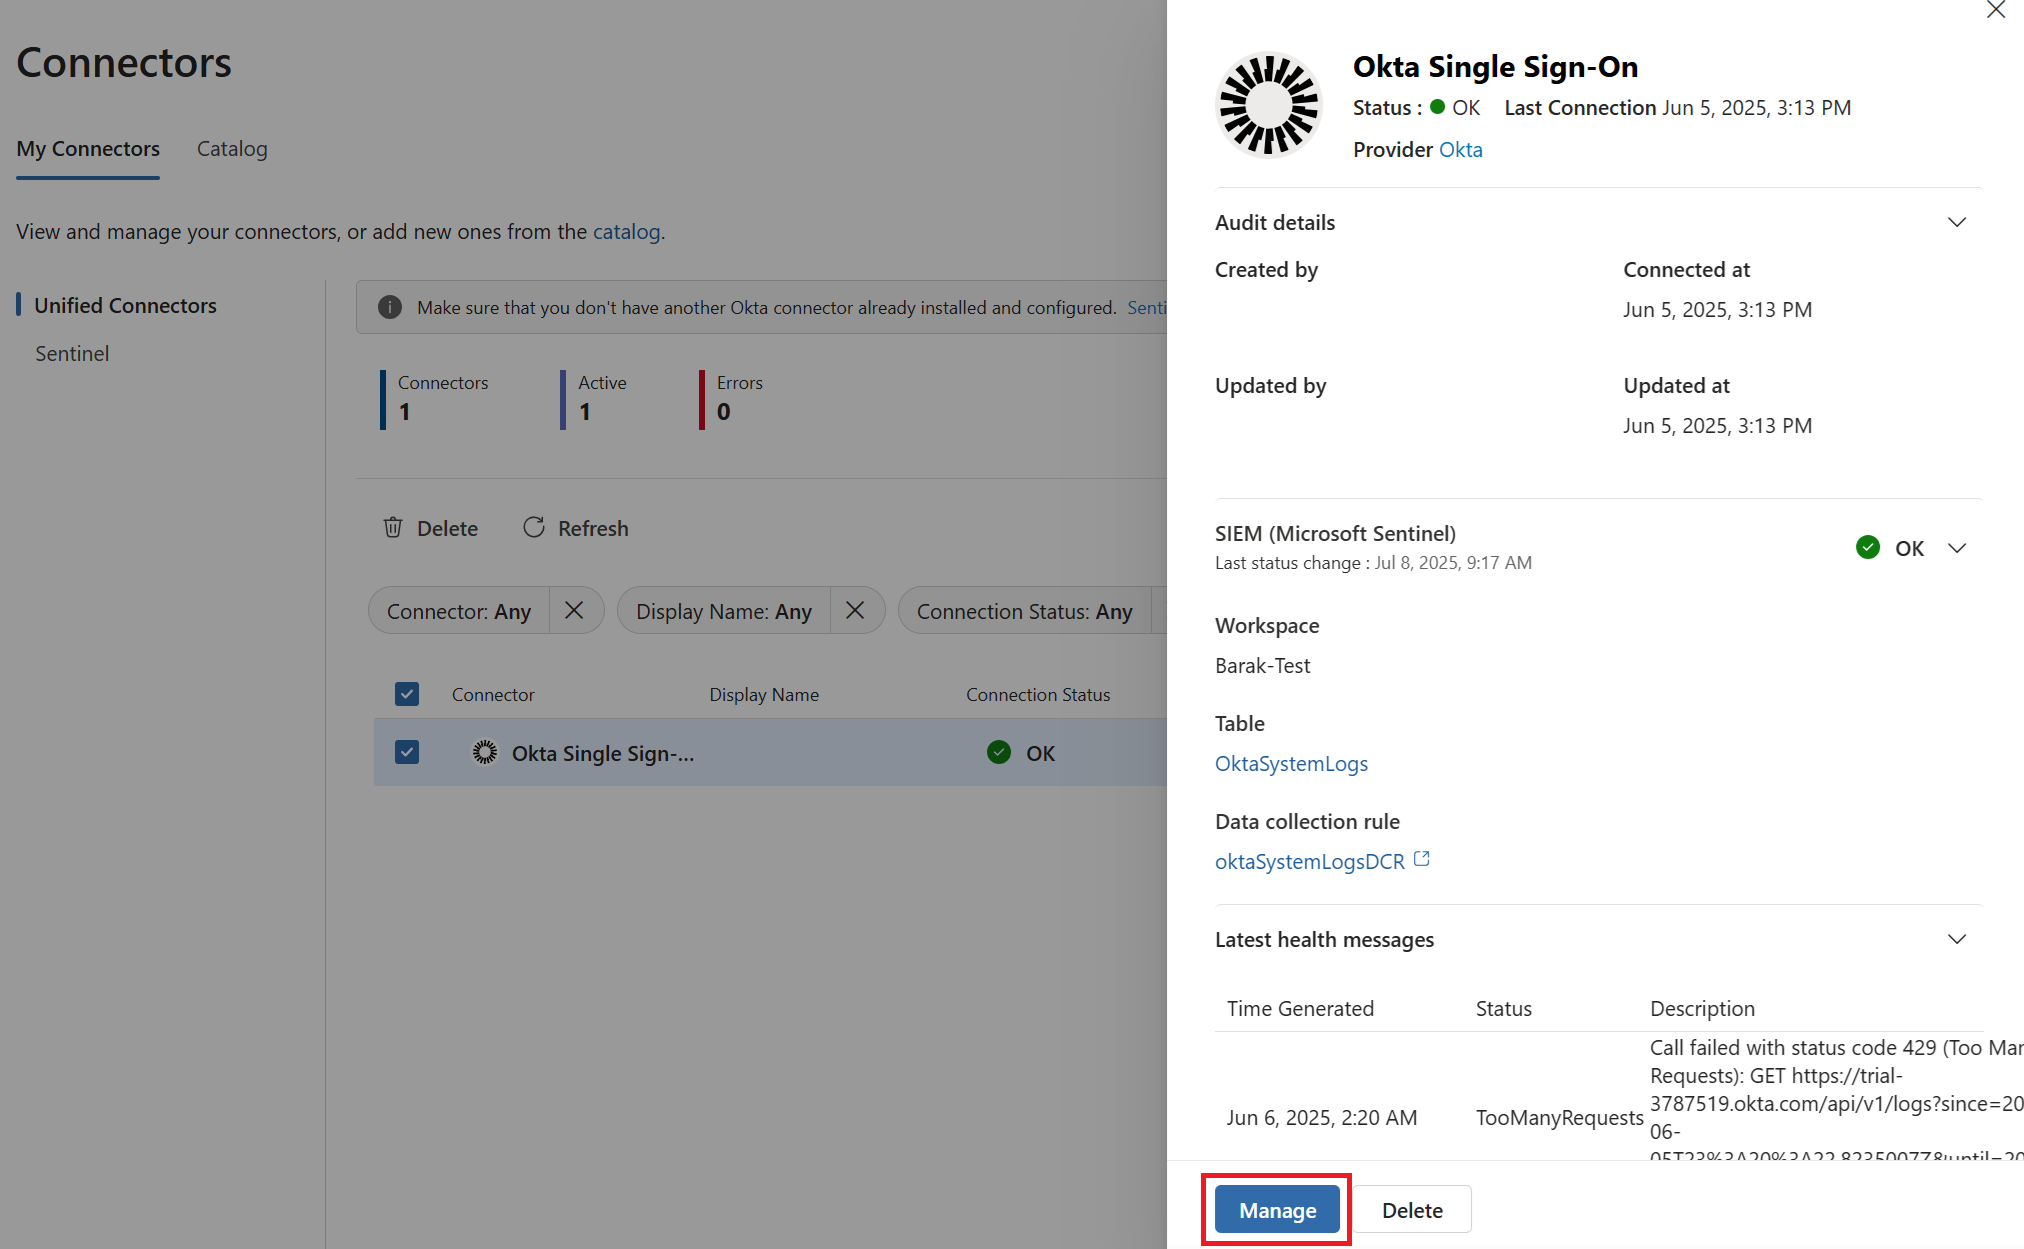 Connectors
My Connectors
Catalog
View and manage your connectors, or add new ones from the catalog.
Unified Connectors
Sentinel
Make sure that you don't have another Okta connector already installed and configured. Senti
Connectors
1
Active
1
Errors
0
Delete
Refresh
Connector: Any
Display Name: Any
Connection Status: Any
Connector
Display Name
Connection Status
Okta Single Sign-...
OK
Okta Single Sign-On
Status : OK
Last Connection Jun 5, 2025, 3:13 PM
Provider Okta
Audit details
Created by
Connected at
Jun 5, 2025, 3:13 PM
Updated by
Updated at
Jun 5, 2025, 3:13 PM
SIEM (Microsoft Sentinel)
Last status change : Jul 8, 2025, 9:17 AM
OK
Workspace
Barak-Test
Table
OktaSystemLogs
Data collection rule
oktaSystemLogsDCR
Latest health messages
Time Generated
Status
Description
Jun 6, 2025, 2:20 AM
TooManyRequests
Call failed with status code 429 (Too Man
Requests): GET https://trial-
3787519.okta.com/api/v1/logs?since=20
06-
05T23%3A20%3A22.8235007Z&until=20
Manage
Delete